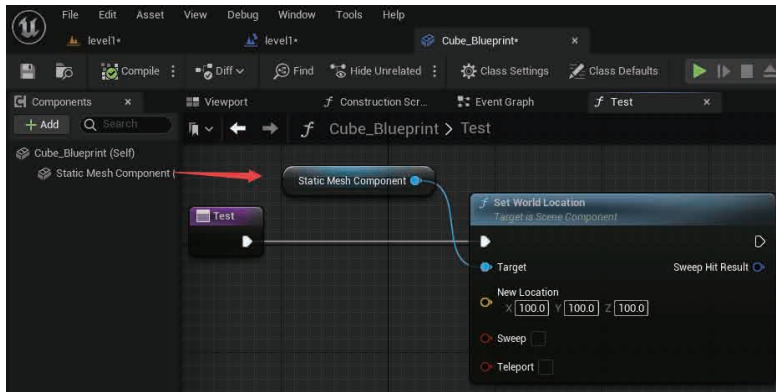 File Edit Asset View Debug Window Tools Help
level1* level1* Cube_Blueprint* ×
Compile Diff Find Hide Unrelated Class Settings Class Defaults
Components × Viewport f Construction Scr... Event Graph f Test ×
+ Add Search f Cube_Blueprint > Test
Cube_Blueprint (Self)
Static Mesh Component (
Static Mesh Component
Test
f Set World Location
Target is Scene Component
Target Sweep Hit Result
New Location
X 100.0 Y 100.0 Z 100.0
Sweep
Teleport